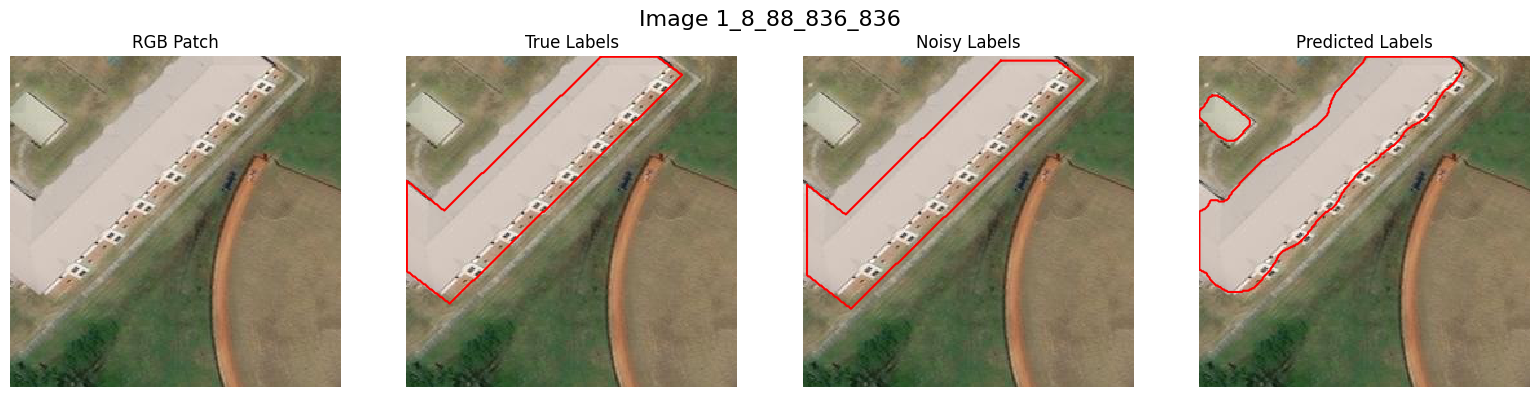 Image 1_8_88_836_836
RGB Patch
True Labels
Noisy Labels
Predicted Labels